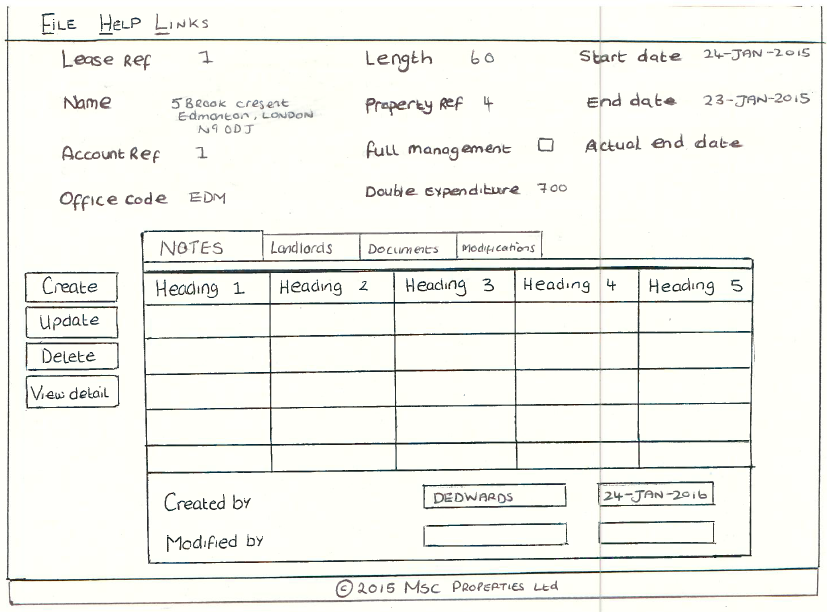 FILE HELP LINKS
Lease Ref 1 Length 60 Start date 24-JAN-2015
Name 5 Brook cresent
Edmonton, LONDON
N9 0DJ
Property Ref 4 End date 23-JAN-2015
Account Ref 1 Full management Actual end date
Office code EDM Double Expenditure 700
NOTES Landlords Documents Modifications
Heading 1 Heading 2 Heading 3 Heading 4 Heading 5
Create
Update
Delete
View detail
Created by DEDWARDS 24-JAN-2016
Modified by
© 2015 MSC PROPERTIES Ltd